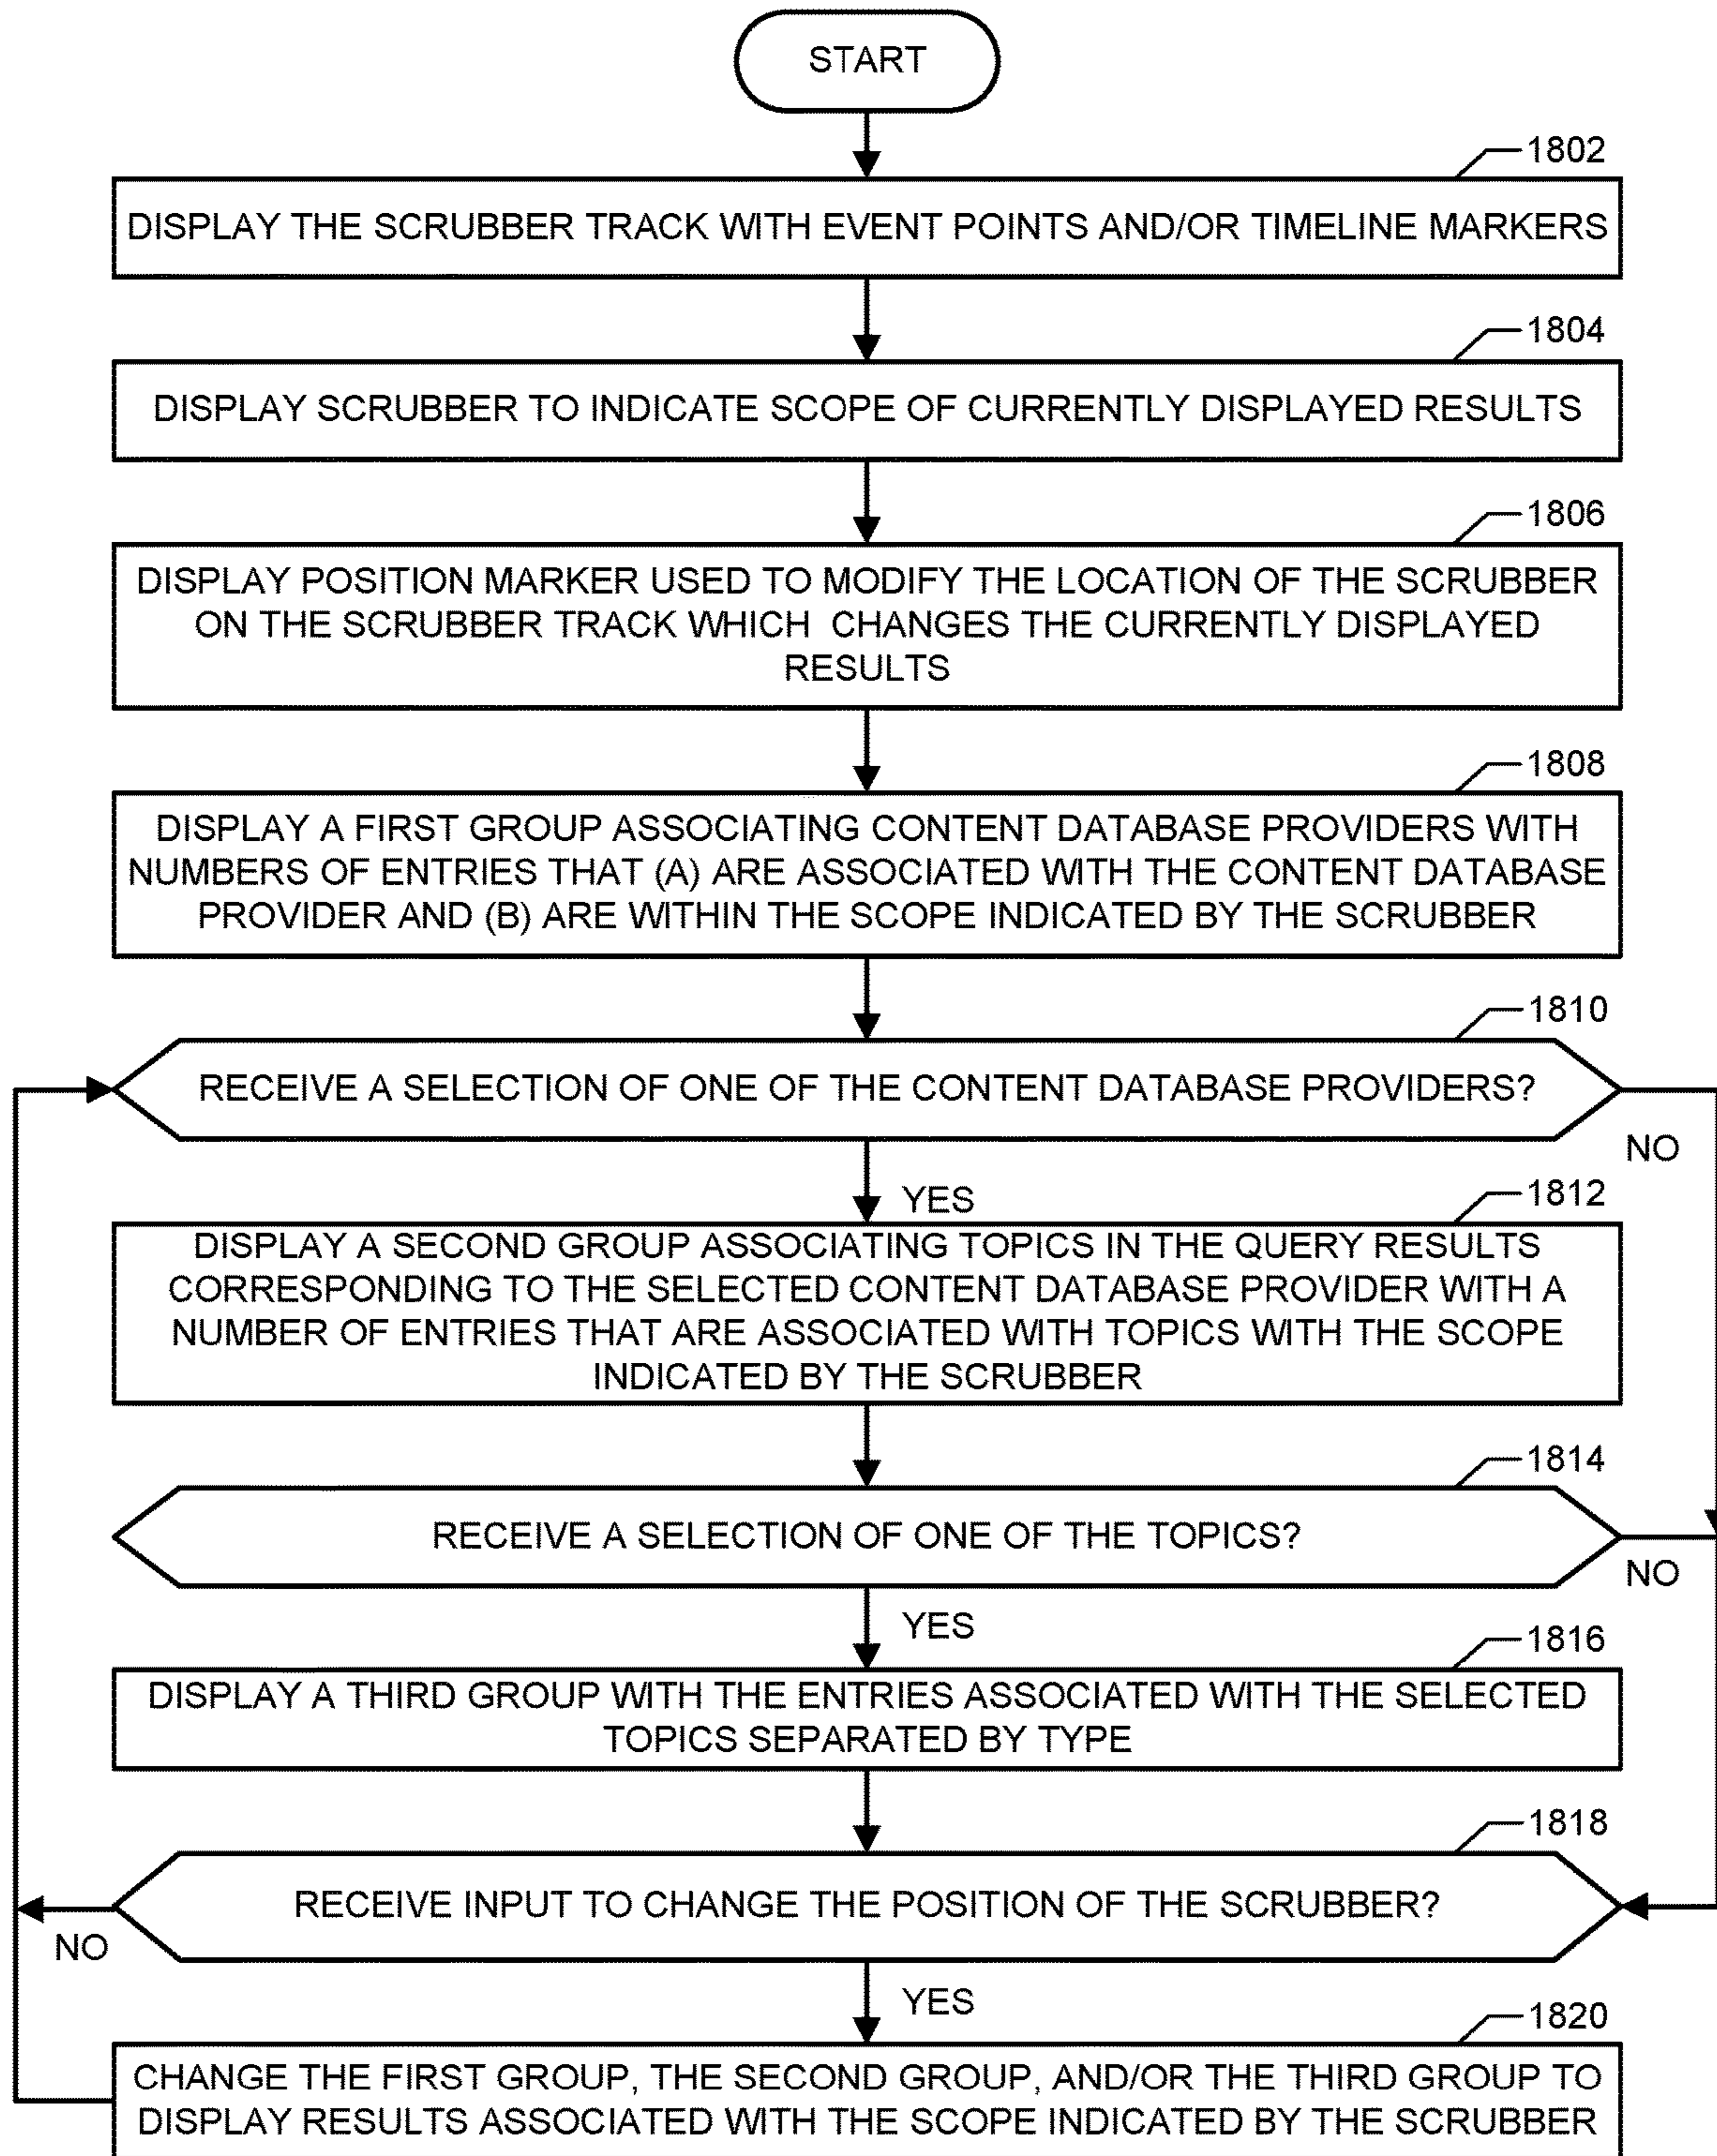 START
1802
DISPLAY THE SCRUBBER TRACK WITH EVENT POINTS AND/OR TIMELINE MARKERS
1804
DISPLAY SCRUBBER TO INDICATE SCOPE OF CURRENTLY DISPLAYED RESULTS
1806
DISPLAY POSITION MARKER USED TO MODIFY THE LOCATION OF THE SCRUBBER
ON THE SCRUBBER TRACK WHICH CHANGES THE CURRENTLY DISPLAYED
RESULTS
1808
DISPLAY A FIRST GROUP ASSOCIATING CONTENT DATABASE PROVIDERS WITH
NUMBERS OF ENTRIES THAT (A) ARE ASSOCIATED WITH THE CONTENT DATABASE
PROVIDER AND (B) ARE WITHIN THE SCOPE INDICATED BY THE SCRUBBER
1810
RECEIVE A SELECTION OF ONE OF THE CONTENT DATABASE PROVIDERS?
NO
YES
1812
DISPLAY A SECOND GROUP ASSOCIATING TOPICS IN THE QUERY RESULTS
CORRESPONDING TO THE SELECTED CONTENT DATABASE PROVIDER WITH A
NUMBER OF ENTRIES THAT ARE ASSOCIATED WITH TOPICS WITH THE SCOPE
INDICATED BY THE SCRUBBER
1814
RECEIVE A SELECTION OF ONE OF THE TOPICS?
NO
YES
1816
DISPLAY A THIRD GROUP WITH THE ENTRIES ASSOCIATED WITH THE SELECTED
TOPICS SEPARATED BY TYPE
1818
RECEIVE INPUT TO CHANGE THE POSITION OF THE SCRUBBER?
NO
YES
1820
CHANGE THE FIRST GROUP, THE SECOND GROUP, AND/OR THE THIRD GROUP TO
DISPLAY RESULTS ASSOCIATED WITH THE SCOPE INDICATED BY THE SCRUBBER